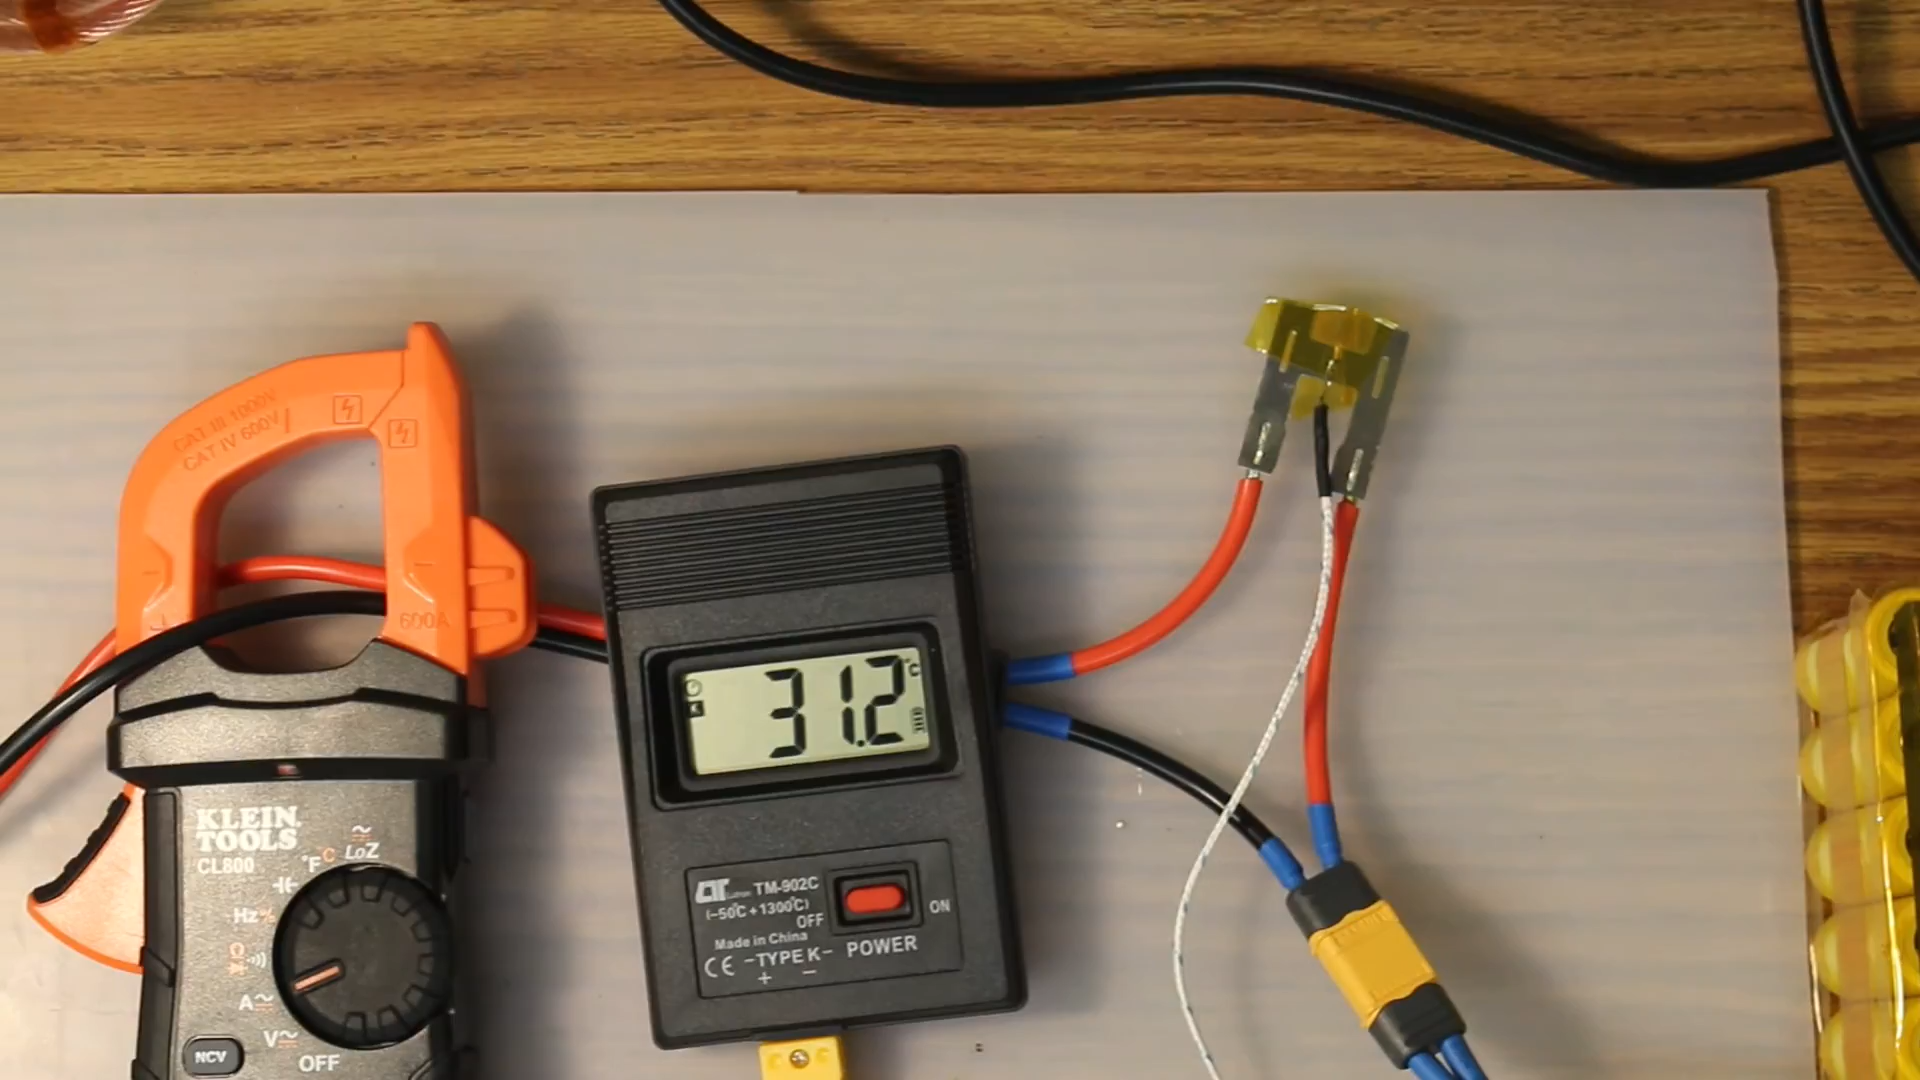 CAT III 1000V
CAT IV 600V
600A
KLEIN
TOOLS
CL800
°F°C LoZ
Hz%
A
V
NCV
OFF
31.2 °C
K
TM-902C
(-50°C+1300°C)
OFF
ON
Made in China
POWER
CE -TYPE K-
+ -